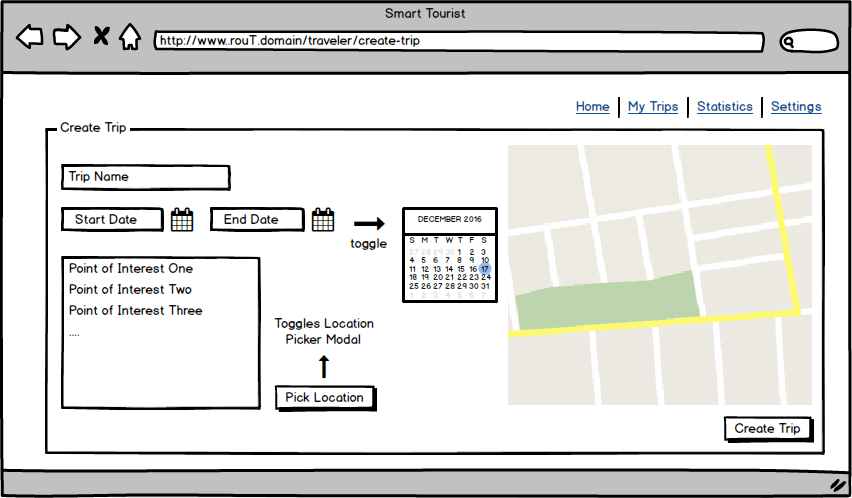 Smart Tourist
http://www.rouT.domain/traveler/create-trip
Home My Trips Statistics Settings
Create Trip
Trip Name
Start Date End Date
toggle
DECEMBER 2016
S M T W T F S
27 28 29 30 1 2 3
4 5 6 7 8 9 10
11 12 13 14 15 16 17
18 19 20 21 22 23 24
25 26 27 28 29 30 31
1 2 3 4 5 6 7
Point of Interest One
Point of Interest Two
Point of Interest Three
....
Toggles Location
Picker Modal
Pick Location
Create Trip